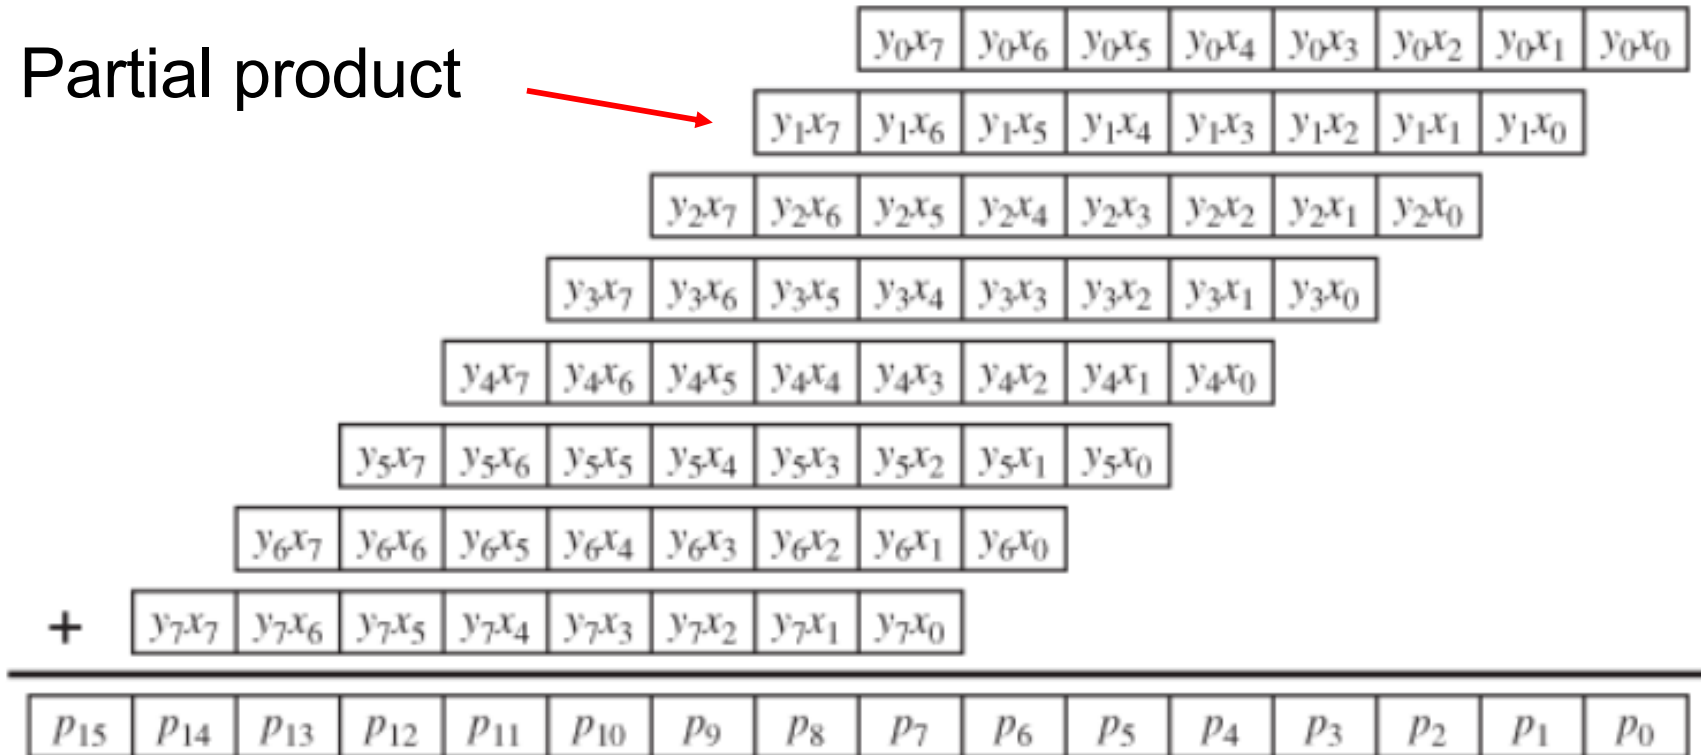 y₀x₇ y₀x₆ y₀x₅ y₀x₄ y₀x₃ y₀x₂ y₀x₁ y₀x₀
Partial product
y₁x₇ y₁x₆ y₁x₅ y₁x₄ y₁x₃ y₁x₂ y₁x₁ y₁x₀
y₂x₇ y₂x₆ y₂x₅ y₂x₄ y₂x₃ y₂x₂ y₂x₁ y₂x₀
y₃x₇ y₃x₆ y₃x₅ y₃x₄ y₃x₃ y₃x₂ y₃x₁ y₃x₀
y₄x₇ y₄x₆ y₄x₅ y₄x₄ y₄x₃ y₄x₂ y₄x₁ y₄x₀
y₅x₇ y₅x₆ y₅x₅ y₅x₄ y₅x₃ y₅x₂ y₅x₁ y₅x₀
y₆x₇ y₆x₆ y₆x₅ y₆x₄ y₆x₃ y₆x₂ y₆x₁ y₆x₀
+ y₇x₇ y₇x₆ y₇x₅ y₇x₄ y₇x₃ y₇x₂ y₇x₁ y₇x₀
p₁₅ p₁₄ p₁₃ p₁₂ p₁₁ p₁₀ p₉ p₈ p₇ p₆ p₅ p₄ p₃ p₂ p₁ p₀